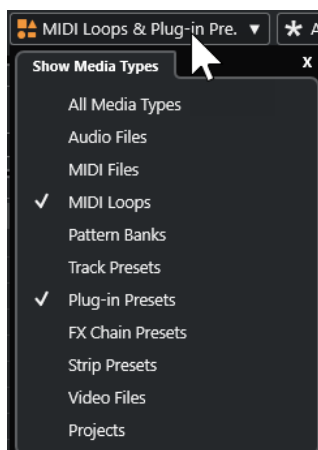 MIDI Loops & Plug-in Pre. ▼
Show Media Types X
All Media Types
Audio Files
MIDI Files
✓ MIDI Loops
Pattern Banks
Track Presets
✓ Plug-in Presets
FX Chain Presets
Strip Presets
Video Files
Projects